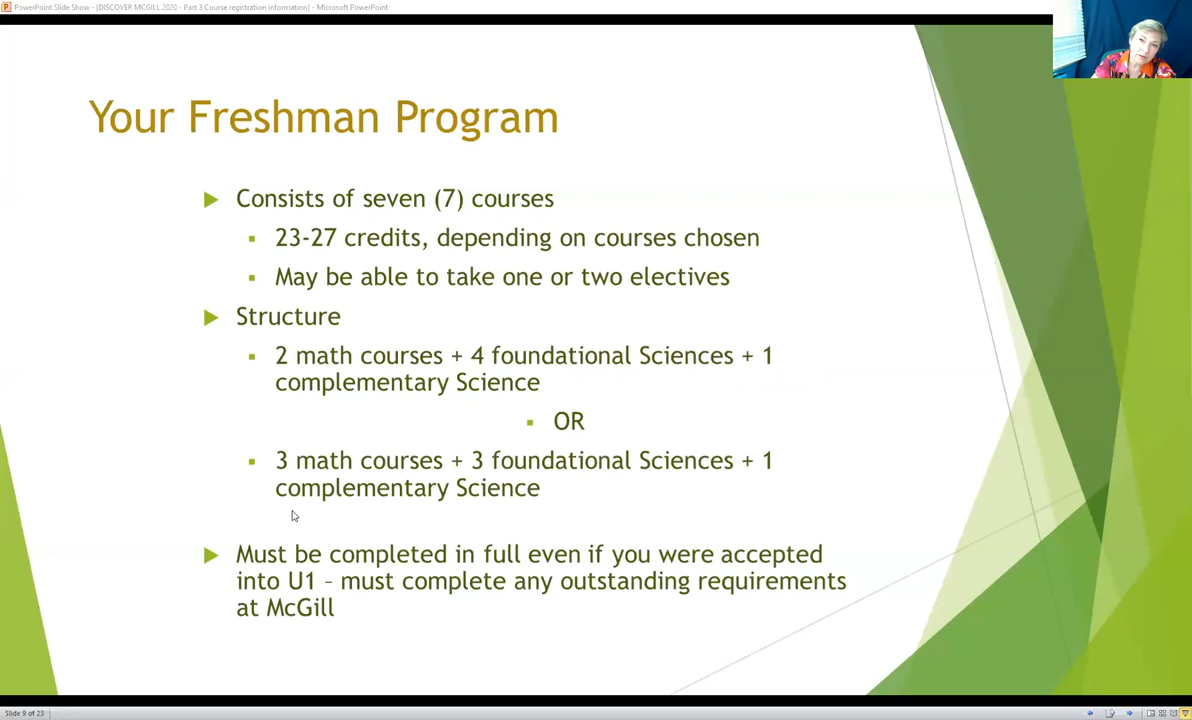 PowerPoint Slide Show - [DISCOVER MCGILL 2020 - Part 3 Course registration information] - Microsoft PowerPoint
Your Freshman Program
Consists of seven (7) courses
23-27 credits, depending on courses chosen
May be able to take one or two electives
Structure
2 math courses + 4 foundational Sciences + 1
complementary Science
OR
3 math courses + 3 foundational Sciences + 1
complementary Science
Must be completed in full even if you were accepted
into U1 – must complete any outstanding requirements
at McGill
Slide 9 of 23